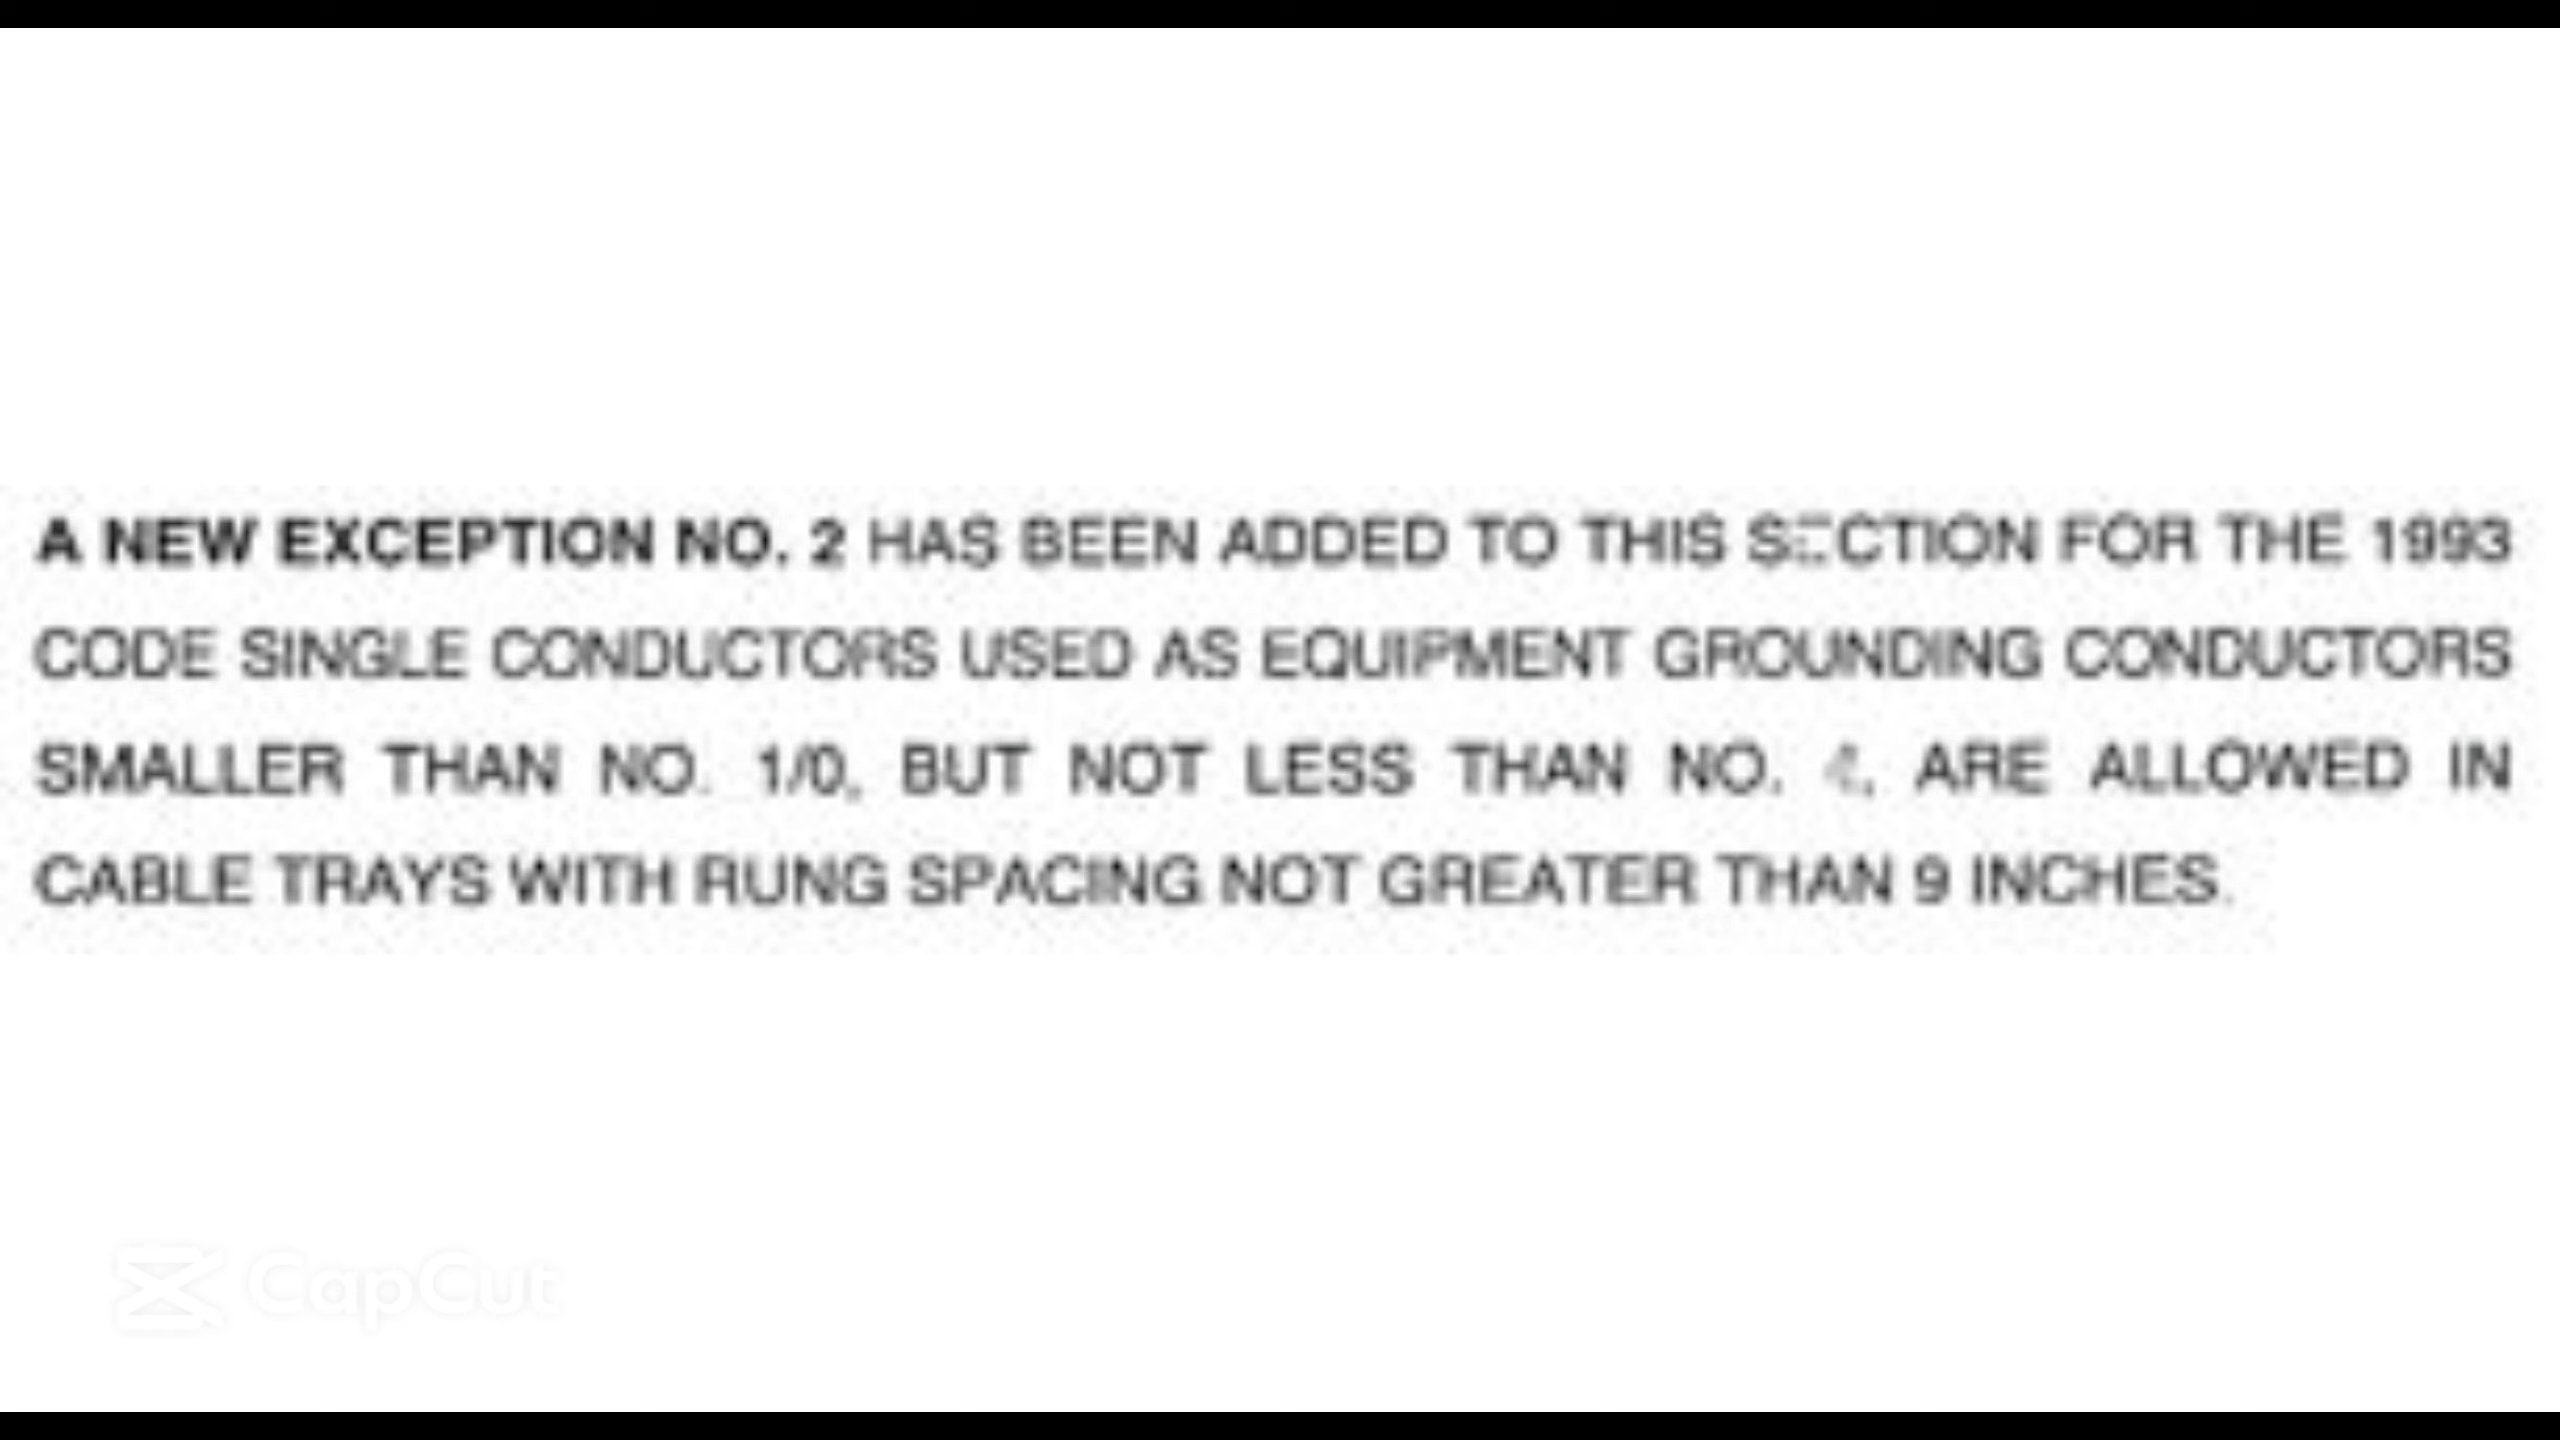 A NEW EXCEPTION NO. 2 HAS BEEN ADDED TO THIS SECTION FOR THE 1993
CODE SINGLE CONDUCTORS USED AS EQUIPMENT GROUNDING CONDUCTORS
SMALLER THAN NO. 1/0, BUT NOT LESS THAN NO. 4, ARE ALLOWED IN
CABLE TRAYS WITH RUNG SPACING NOT GREATER THAN 9 INCHES.
CapCut